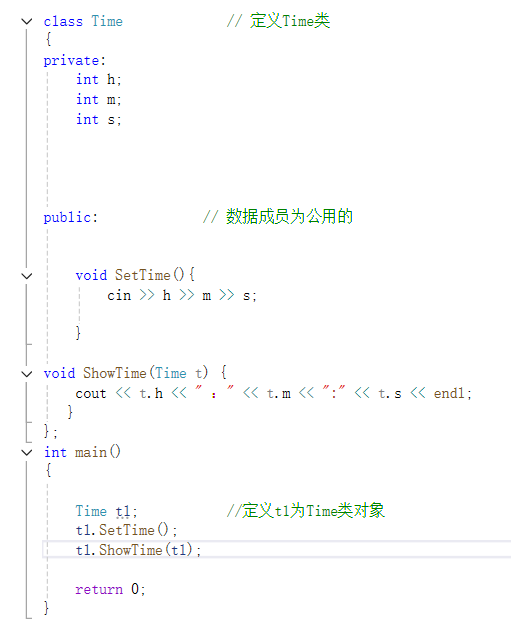 class Time // 定义Time类
{
private:
int h;
int m;
int s;
public: // 数据成员为公用的
void SetTime(){
cin >> h >> m >> s;
}
void ShowTime(Time t) {
cout << t.h << " ：" << t.m << ":" << t.s << endl;
}
};
int main()
{
Time t1; //定义t1为Time类对象
t1.SetTime();
t1.ShowTime(t1);
return 0;
}